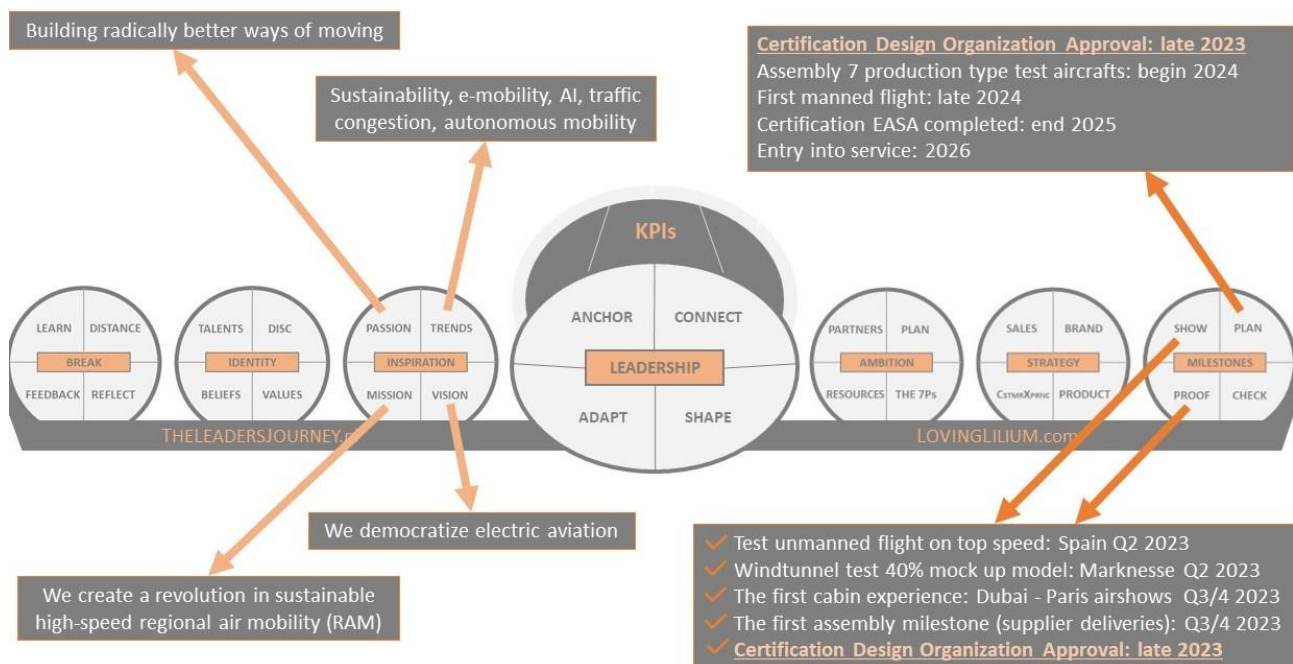 Building radically better ways of moving
Sustainability, e-mobility, AI, traffic
congestion, autonomous mobility
Certification Design Organization Approval: late 2023
Assembly 7 production type test aircrafts: begin 2024
First manned flight: late 2024
Certification EASA completed: end 2025
Entry into service: 2026
KPIs
LEARN DISTANCE
BREAK
FEEDBACK REFLECT
TALENTS DISC
IDENTITY
BELIEFS VALUES
PASSION TRENDS
INSPIRATION
MISSION VISION
ANCHOR CONNECT
LEADERSHIP
ADAPT SHAPE
PARTNERS PLAN
AMBITION
RESOURCES THE 7Ps
SALES BRAND
STRATEGY
CSTMRXPRNC PRODUCT
SHOW PLAN
MILESTONES
PROOF CHECK
THELEADERSJOURNEY.
LOVINGLILIUM.com
We democratize electric aviation
We create a revolution in sustainable
high-speed regional air mobility (RAM)
Test unmanned flight on top speed: Spain Q2 2023
Windtunnel test 40% mock up model: Marknesse Q2 2023
The first cabin experience: Dubai - Paris airshows Q3/4 2023
The first assembly milestone (supplier deliveries): Q3/4 2023
Certification Design Organization Approval: late 2023